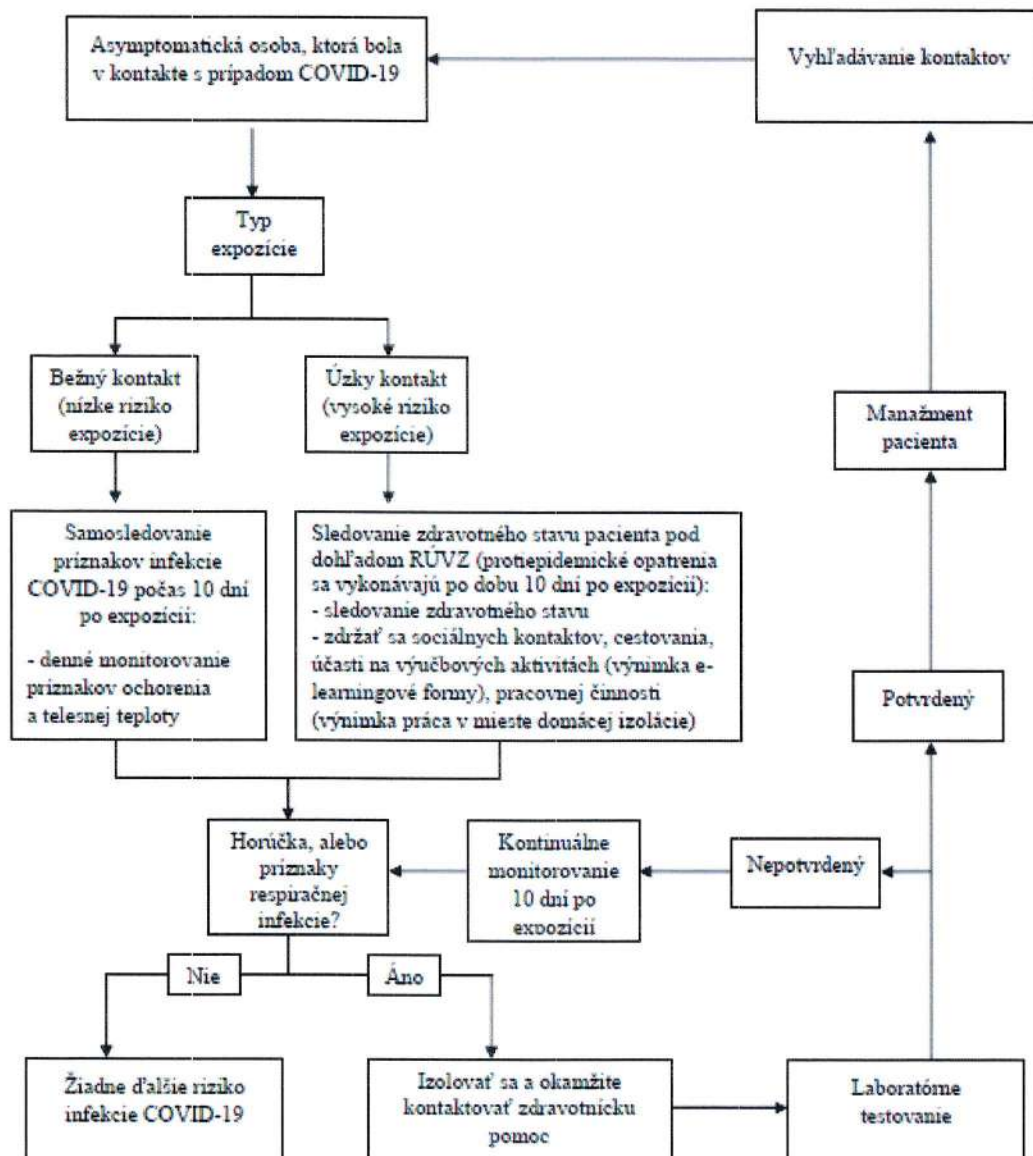 Asymptomatická osoba, ktorá bola
v kontakte s prípadom COVID-19
Vyhľadávanie kontaktov
Typ
expozície
Bežný kontakt
(nízke riziko
expozície)
Úzky kontakt
(vysoké riziko
expozície)
Manažment
pacienta
Samosledovanie
príznakov infekcie
COVID-19 počas 10 dní
po expozícií:
- denné monitorovanie
príznakov ochorenia
a telesnej teploty
Sledovanie zdravotného stavu pacienta pod
dohľadom RÚVZ (protiepidemické opatrenia
sa vykonávajú po dobu 10 dní po expozícií):
- sledovanie zdravotného stavu
- zdržať sa sociálnych kontaktov, cestovania,
účasti na výučbových aktivitách (výnimka e-
learningové formy), pracovnej činnosti
(výnimka práca v mieste domácej izolácie)
Potvrdený
Horúčka, alebo
príznaky
respiračnej
infekcie?
Kontinuálne
monitorovanie
10 dní po
expozícií
Nepotvrdený
Nie
Áno
Žiadne ďalšie riziko
infekcie COVID-19
Izolovať sa a okamžite
kontaktovať zdravotnícku
pomoc
Laboratórne
testovanie